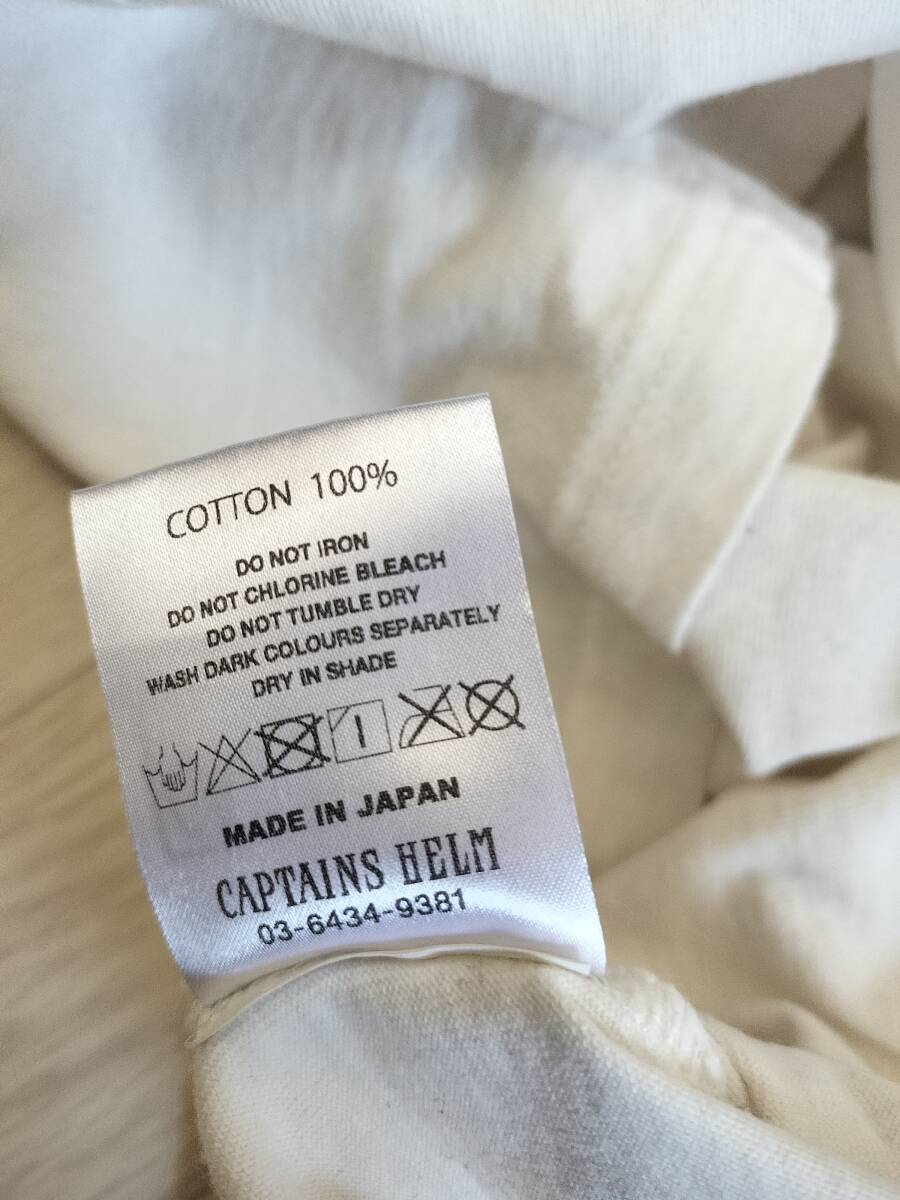 COTTON 100%
DO NOT IRON
DO NOT CHLORINE BLEACH
DO NOT TUMBLE DRY
WASH DARK COLOURS SEPARATELY
DRY IN SHADE
MADE IN JAPAN
CAPTAINS HELM
03-6434-9381